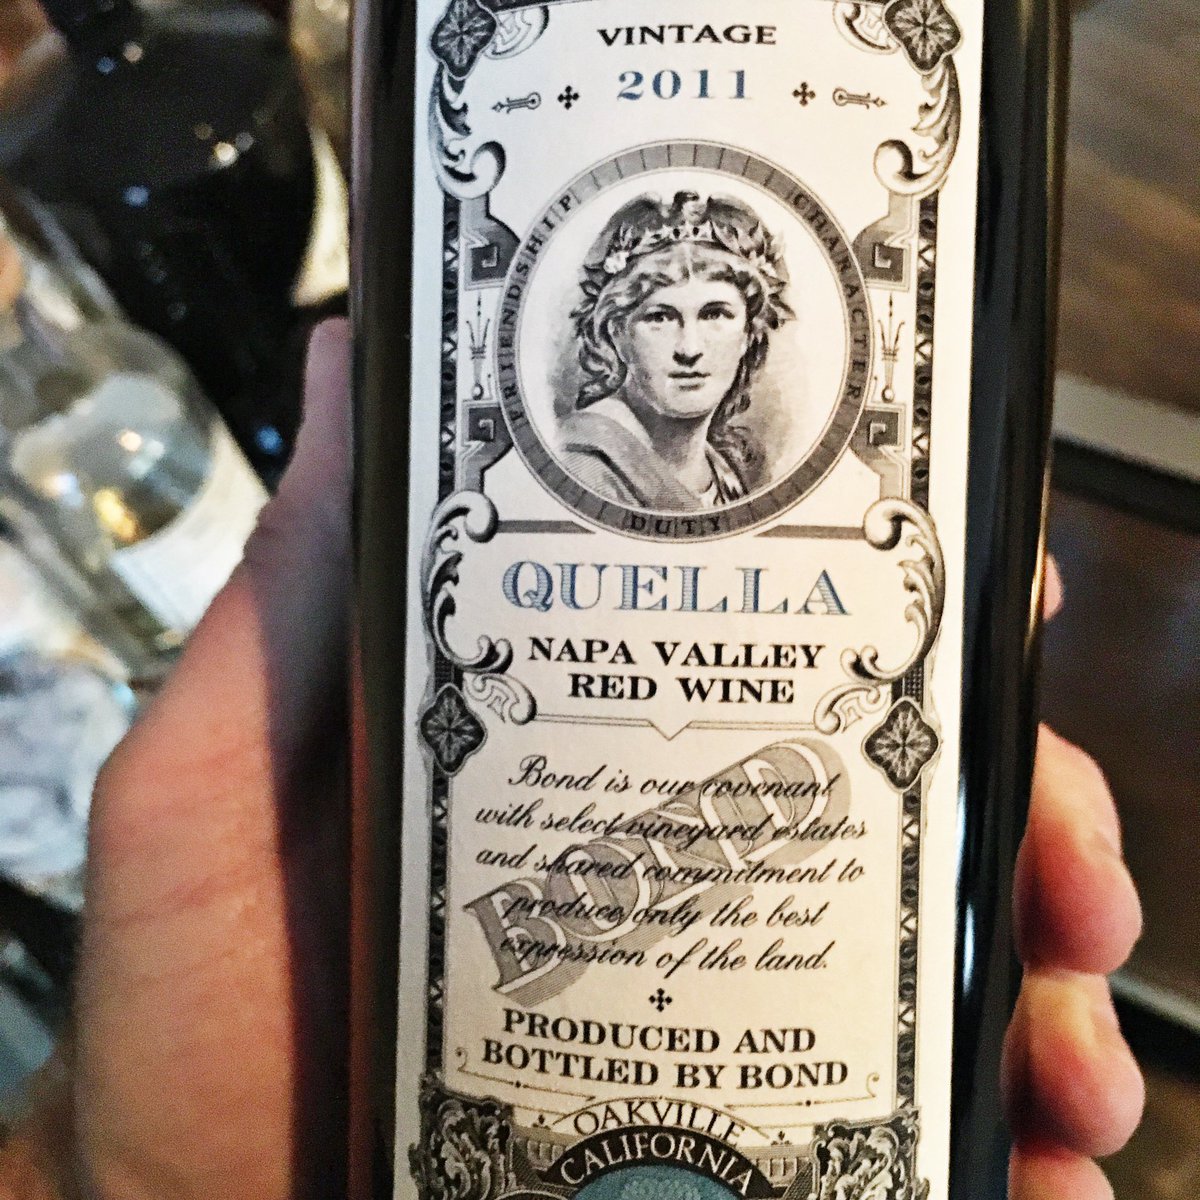 VINTAGE
2011
FRIENDSHIP
CHARACTER
DUTY
QUELLA
NAPA VALLEY
RED WINE
BOND
Bond is our covenant
with select vineyard estates
and shared commitment to
produce only the best
expression of the land.
PRODUCED AND
BOTTLED BY BOND
OAKVILLE
CALIFORNIA